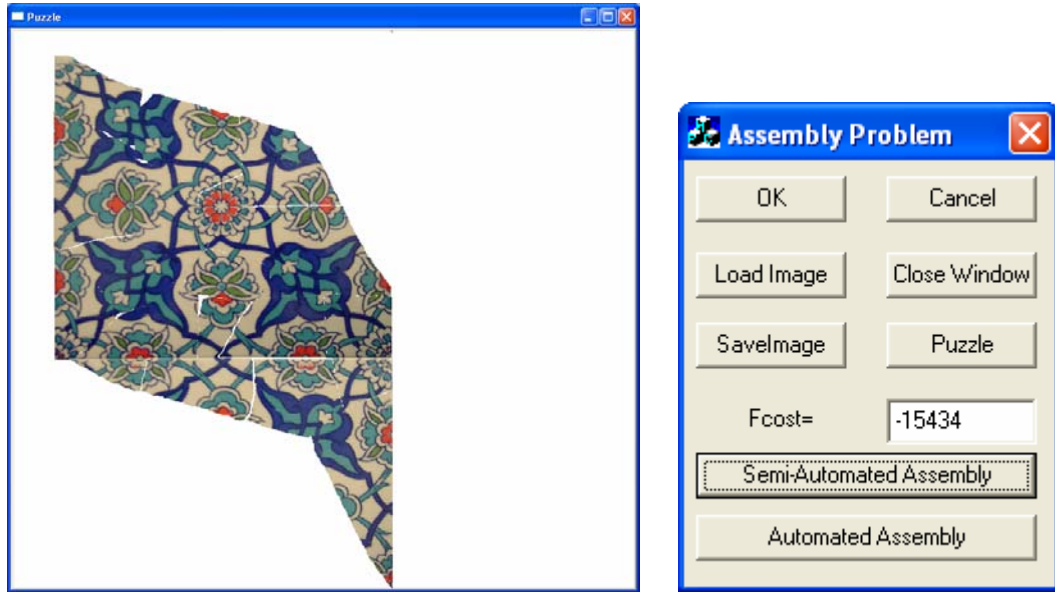 Puzzle
Assembly Problem
OK Cancel
Load Image Close Window
SaveImage Puzzle
Fcost= -15434
Semi-Automated Assembly
Automated Assembly